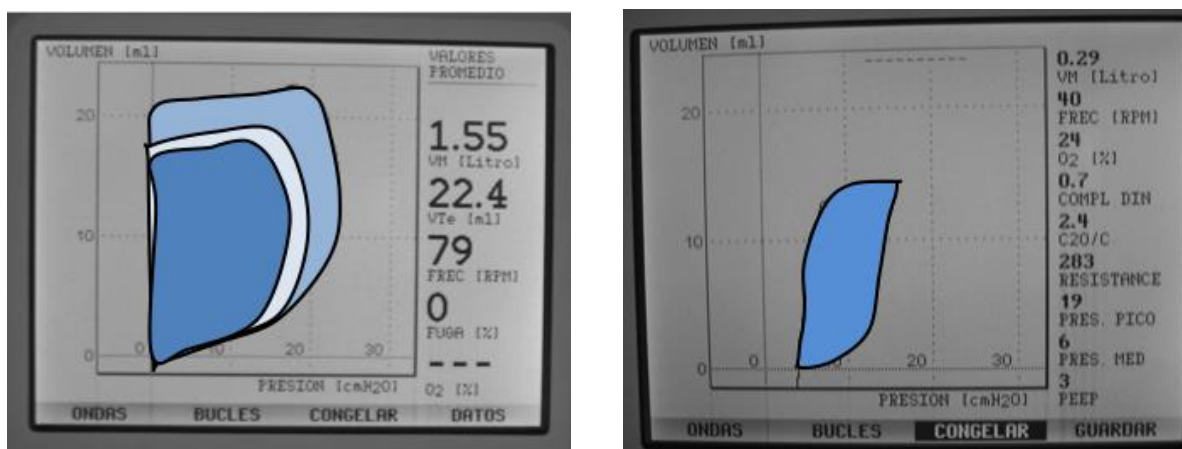 VOLUMEN [ml]
VALORES
PROMEDIO
20
10
0
1.55
VM [Litro]
22.4
VTe [ml]
79
FREC [RPM]
0
FUGA [%]
---
O2 [%]
0 10 20 30
PRESION [cmH2O]
ONDAS BUCLES CONGELAR DATOS
VOLUMEN [ml]
20
10
0
0.29
VM [Litro]
40
FREC [RPM]
24
O2 [%]
0.7
COMPL DIN
2.4
C20/C
283
RESISTANCE
19
PRES. PICO
6
PRES. MED
3
PEEP
0 20 30
PRESION [cmH2O]
ONDAS BUCLES CONGELAR GUARDAR